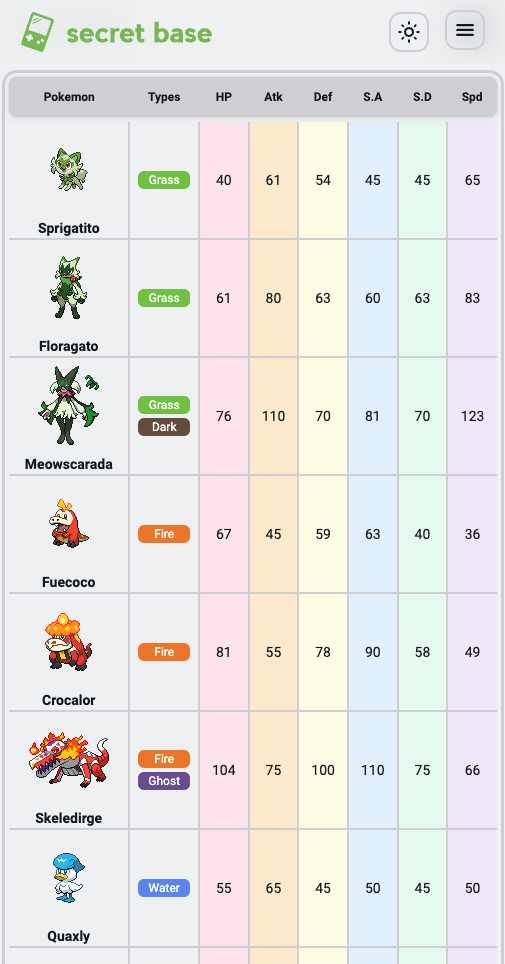 secret base
Pokemon Types HP Atk Def S.A S.D Spd
Grass 40 61 54 45 45 65
Sprigatito
Grass 61 80 63 60 63 83
Floragato
Grass
Dark 76 110 70 81 70 123
Meowscarada
Fire 67 45 59 63 40 36
Fuecoco
Fire 81 55 78 90 58 49
Crocalor
Fire
Ghost 104 75 100 110 75 66
Skeledirge
Water 55 65 45 50 45 50
Quaxly